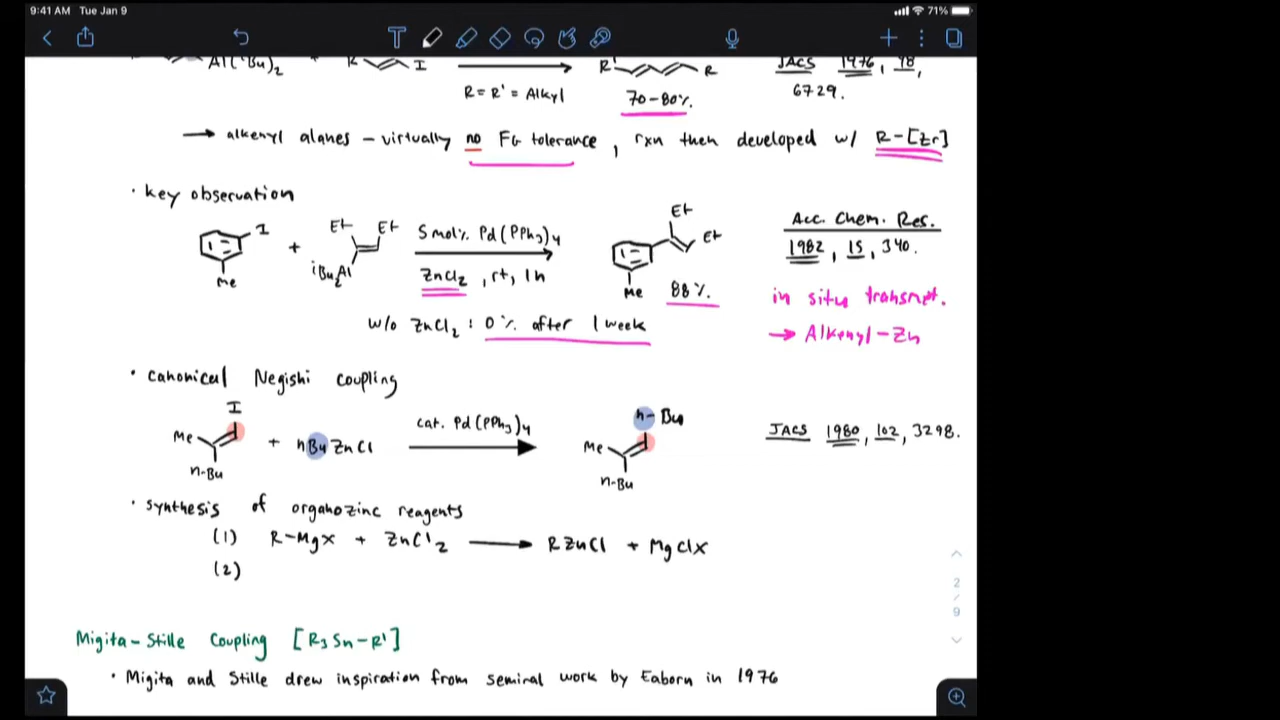 9:41 AM Tue Jan 9
71%
Al(iBu)2 + R I R' R JACS 1976, 98,
R=R'=Alkyl 70-80%. 6729.
→ alkenyl alanes - virtually no FG tolerance, rxn then developed w/ R-[Zr]
· key observation
I + Et Et iBu2Al Me 5 mol% Pd(PPh3)4 Et Et Acc. Chem. Res.
ZnCl2, rt, 1h Me 88%. 1982, 15, 340.
in situ transmet.
w/o ZnCl2: 0% after 1 week → Alkenyl-Zn
· canonical Negishi coupling
I n-Bu
Me n-Bu + nBuZnCl cat. Pd(PPh3)4 Me n-Bu JACS 1980, 102, 3298.
· synthesis of organozinc reagents
(1) R-MgX + ZnCl2 → RZnCl + MgClX
(2)
2
/
9
Migita-Stille Coupling [R3Sn-R']
· Migita and Stille drew inspiration from seminal work by Eaborn in 1976